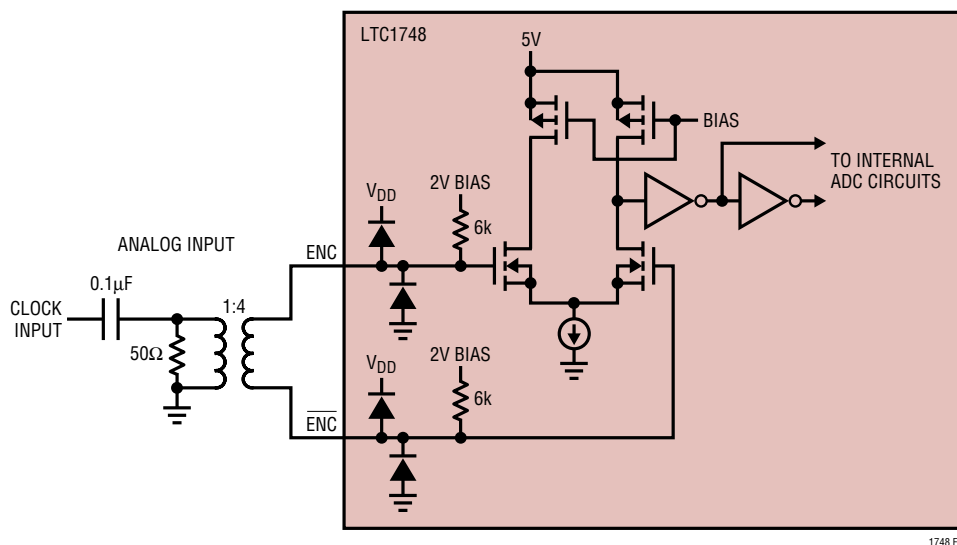 LTC1748
5V
BIAS
TO INTERNAL
ADC CIRCUITS
VDD
2V BIAS
6k
ANALOG INPUT
ENC
0.1µF
1:4
CLOCK
INPUT
50Ω
VDD
2V BIAS
6k
ENC
1748 F